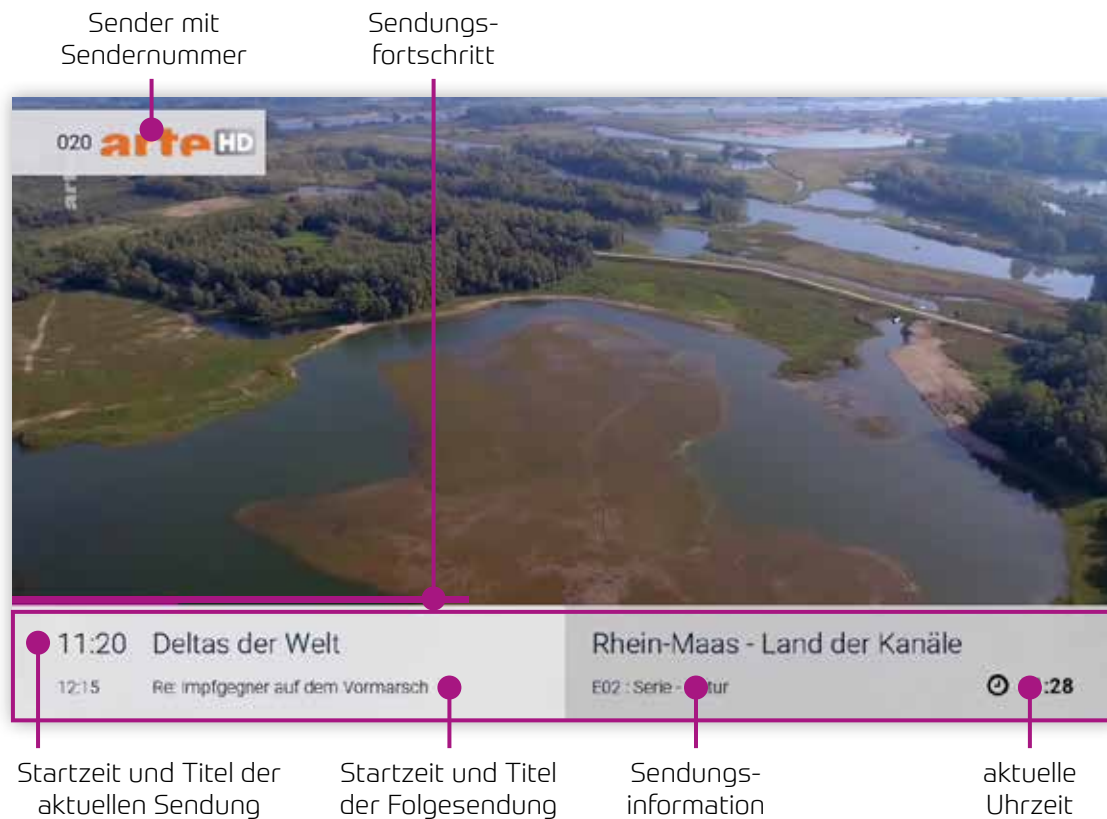 Sender mit
Sendernummer
Sendungs-
fortschritt
020 arte HD
arte
11:20 Deltas der Welt
12:15 Re: Impfgegner auf dem Vormarsch
Rhein-Maas - Land der Kanäle
E02 : Serie -
:28
Startzeit und Titel der
aktuellen Sendung
Startzeit und Titel
der Folgesendung
Sendungs-
information
aktuelle
Uhrzeit